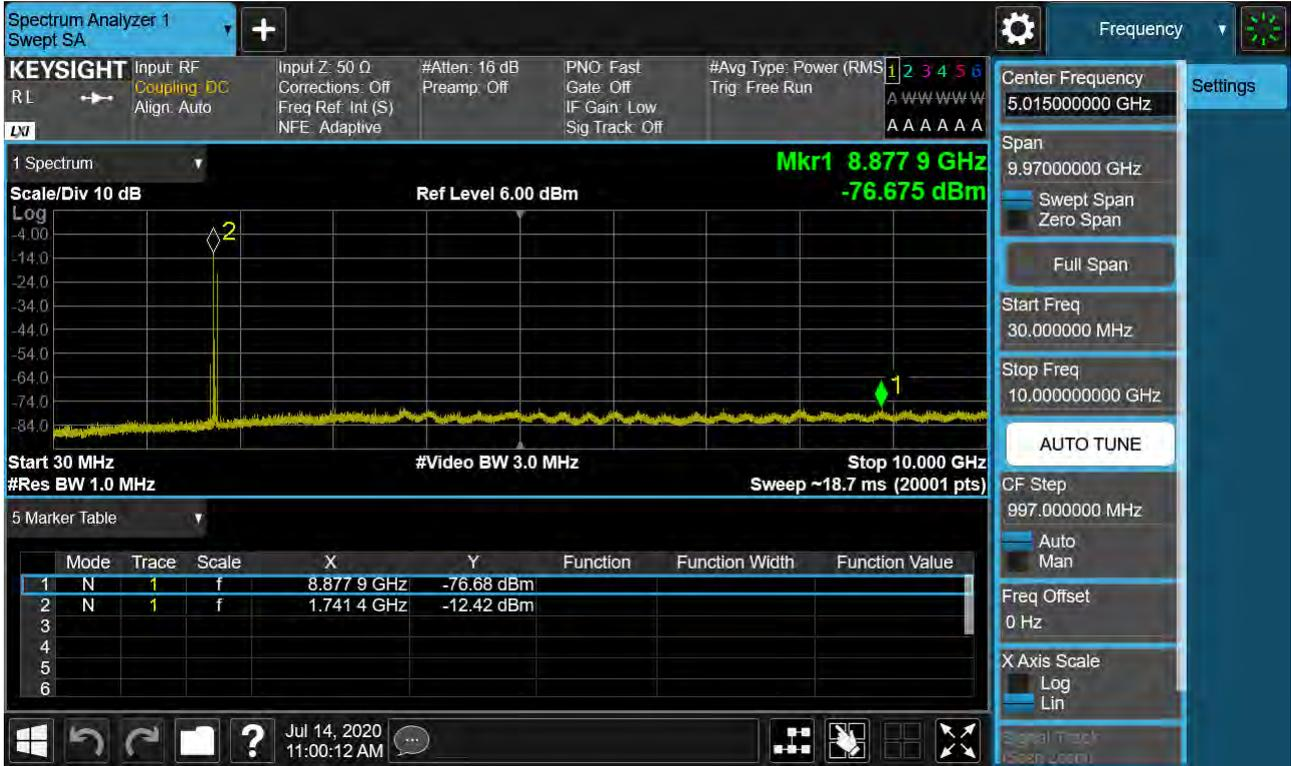 Spectrum Analyzer 1
Swept SA
Frequency
KEYSIGHT
RL
LXI
Input: RF
Coupling: DC
Align: Auto
Input Z: 50 Ω
Corrections: Off
Freq Ref: Int (S)
NFE: Adaptive
#Atten: 16 dB
Preamp: Off
PNO: Fast
Gate: Off
IF Gain: Low
Sig Track: Off
#Avg Type: Power (RMS
Trig: Free Run
1 2 3 4 5 6
A W W W W W
A A A A A A
1 Spectrum
Scale/Div 10 dB
Ref Level 6.00 dBm
Mkr1 8.877 9 GHz
-76.675 dBm
Log
-4.00
-14.0
-24.0
-34.0
-44.0
-54.0
-64.0
-74.0
-84.0
2
1
Start 30 MHz
#Video BW 3.0 MHz
Stop 10.000 GHz
#Res BW 1.0 MHz
Sweep ~18.7 ms (20001 pts)
5 Marker Table
Mode Trace Scale X Y Function Function Width Function Value
1 N 1 f 8.877 9 GHz -76.68 dBm
2 N 1 f 1.741 4 GHz -12.42 dBm
3
4
5
6
?
Jul 14, 2020
11:00:12 AM
Center Frequency
5.015000000 GHz
Settings
Span
9.97000000 GHz
Swept Span
Zero Span
Full Span
Start Freq
30.000000 MHz
Stop Freq
10.000000000 GHz
AUTO TUNE
CF Step
997.000000 MHz
Auto
Man
Freq Offset
0 Hz
X Axis Scale
Log
Lin
Signal Track
(Span Zoom)